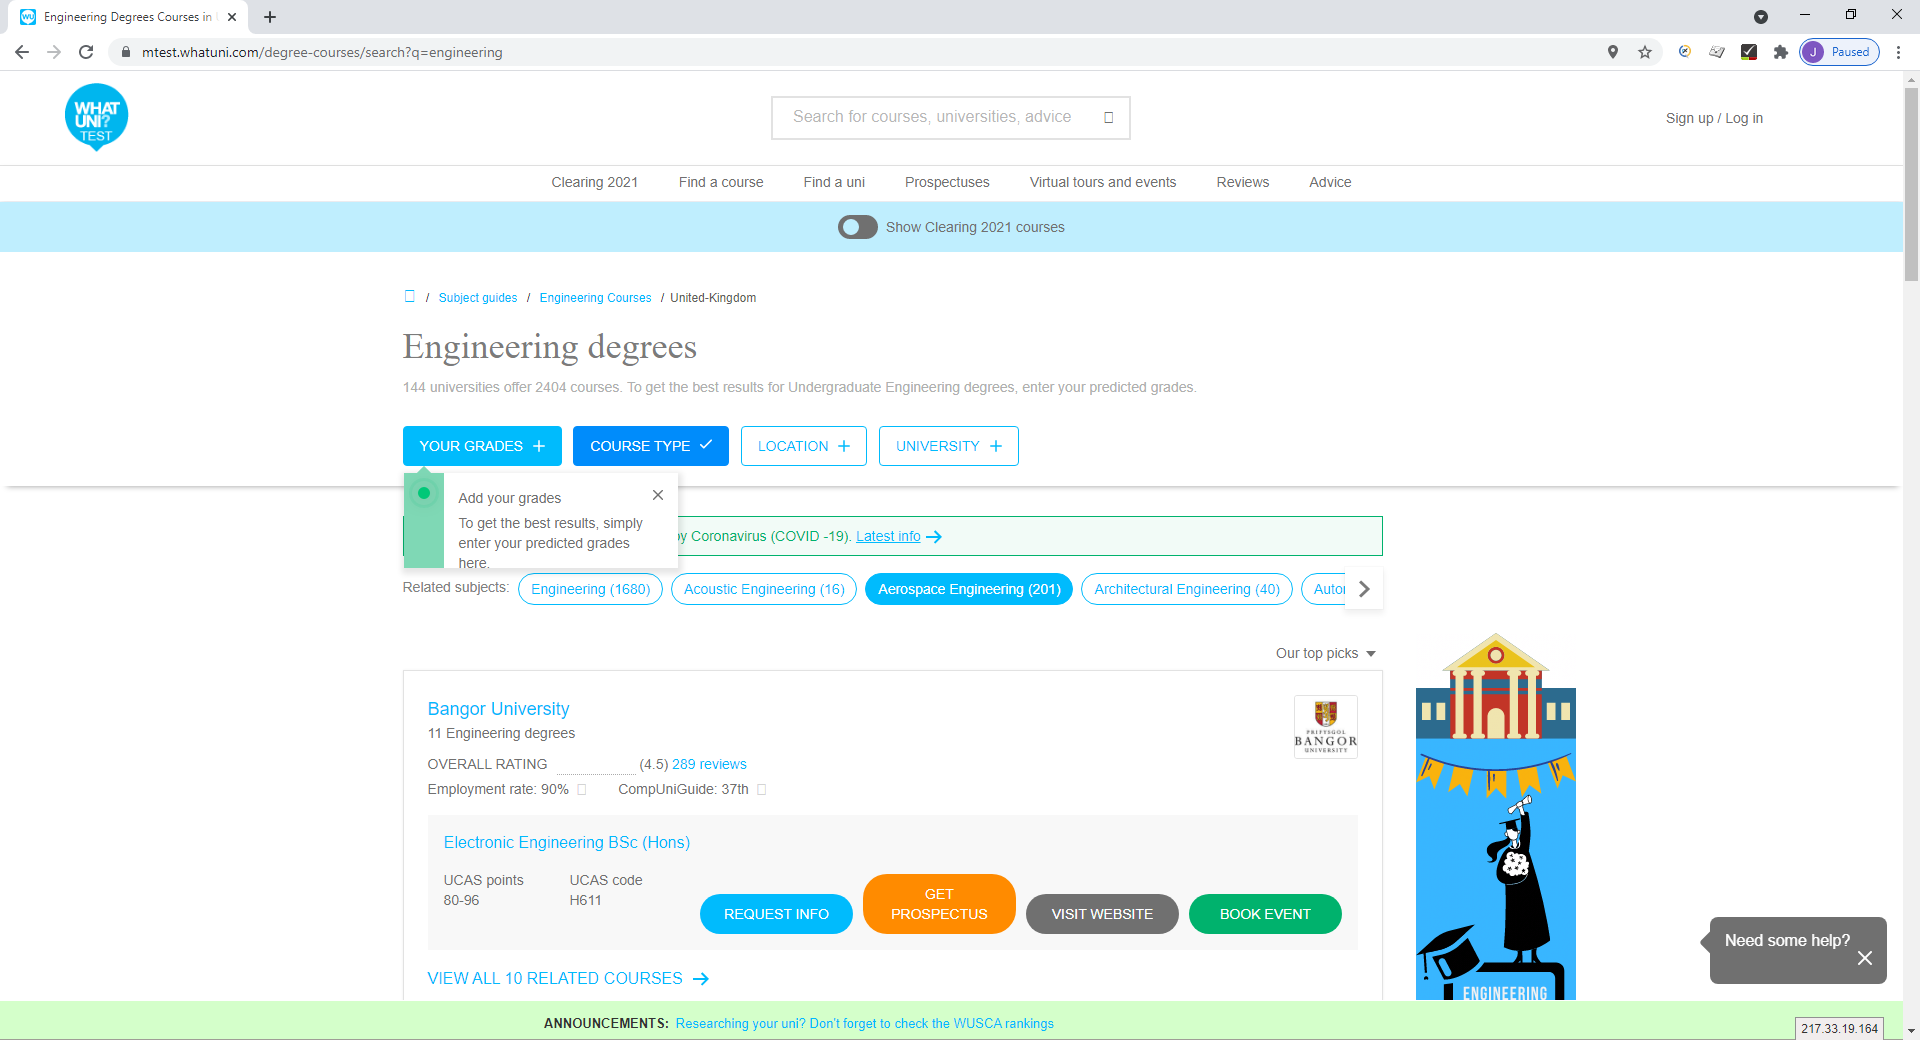 Engineering Degrees Courses in
mtest.whatuni.com/degree-courses/search?q=engineering
J Paused
WHAT
UNI?
TEST
Search for courses, universities, advice
Sign up / Log in
Clearing 2021 Find a course Find a uni Prospectuses Virtual tours and events Reviews Advice
Show Clearing 2021 courses
/ Subject guides / Engineering Courses / United-Kingdom
Engineering degrees
144 universities offer 2404 courses. To get the best results for Undergraduate Engineering degrees, enter your predicted grades.
YOUR GRADES COURSE TYPE LOCATION UNIVERSITY
Add your grades
To get the best results, simply
enter your predicted grades
here.
by Coronavirus (COVID -19). Latest info
Related subjects: Engineering (1680) Acoustic Engineering (16) Aerospace Engineering (201) Architectural Engineering (40) Autor
Our top picks
Bangor University
11 Engineering degrees
PRIFYSGOL
BANGOR
UNIVERSITY
OVERALL RATING (4.5) 289 reviews
Employment rate: 90% CompUniGuide: 37th
Electronic Engineering BSc (Hons)
UCAS points UCAS code
80-96 H611
REQUEST INFO
GET
PROSPECTUS
VISIT WEBSITE
BOOK EVENT
VIEW ALL 10 RELATED COURSES
ENGINEERING
Need some help?
ANNOUNCEMENTS: Researching your uni? Don't forget to check the WUSCA rankings
217.33.19.164